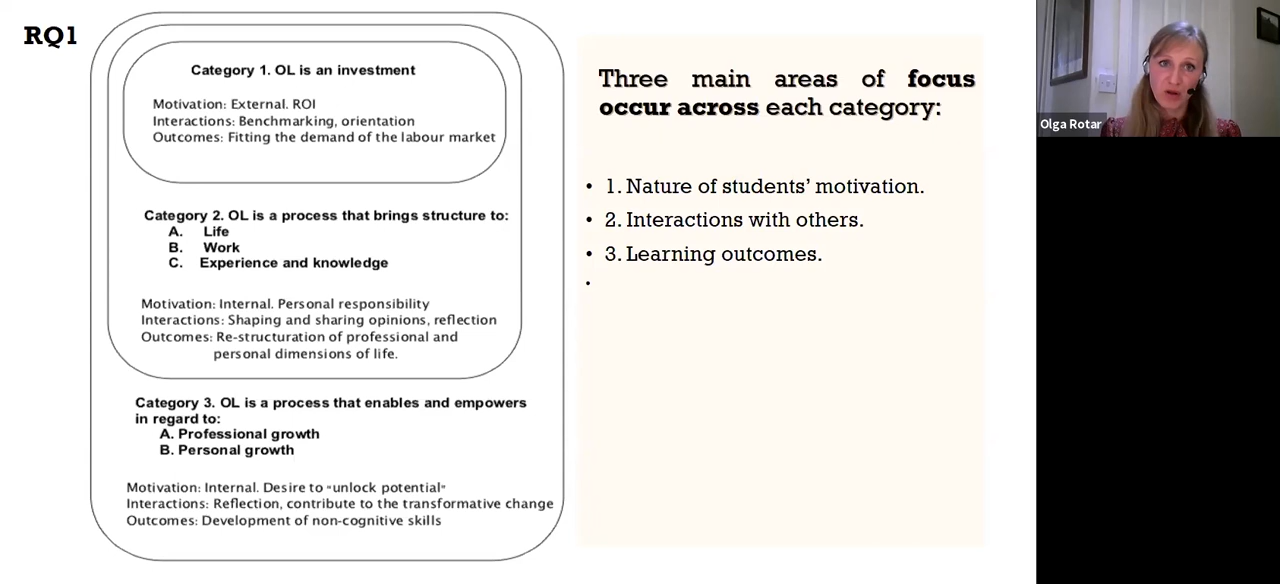 RQ1
Category 1. OL is an investment
Motivation: External. ROI
Interactions: Benchmarking, orientation
Outcomes: Fitting the demand of the labour market
Category 2. OL is a process that brings structure to:
A. Life
B. Work
C. Experience and knowledge
Motivation: Internal. Personal responsibility
Interactions: Shaping and sharing opinions, reflection
Outcomes: Re-structuration of professional and
personal dimensions of life.
Category 3. OL is a process that enables and empowers
in regard to:
A. Professional growth
B. Personal growth
Motivation: Internal. Desire to "unlock potential"
Interactions: Reflection, contribute to the transformative change
Outcomes: Development of non-cognitive skills
Three main areas of focus
occur across each category:
• 1. Nature of students’ motivation.
• 2. Interactions with others.
• 3. Learning outcomes.
•
Olga Rotar